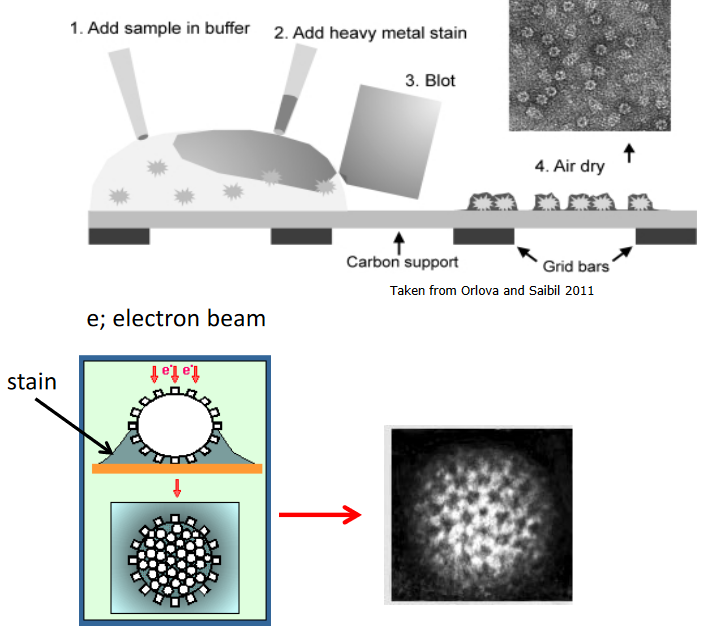 1. Add sample in buffer
2. Add heavy metal stain
3. Blot
4. Air dry
Carbon support
Grid bars
Taken from Orlova and Saibil 2011
e; electron beam
stain
e- e-